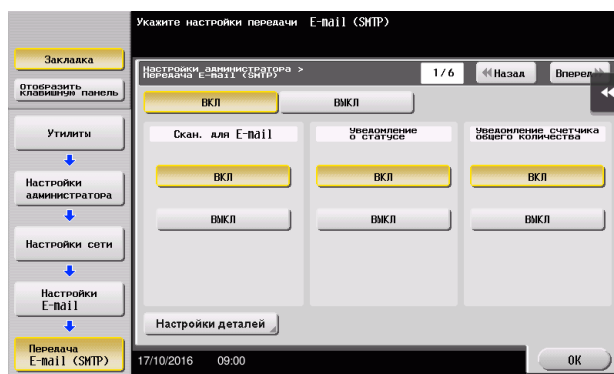 Укажите настройки передачи E-mail (SMTP)
Закладка
Отобразить
клавишную панель
Утилиты
Настройки
администратора
Настройки сети
Настройки
E-mail
Передача
E-mail (SMTP)
Настройки администратора >
Передача E-mail (SMTP)
1/6
Назад
Вперед
ВКЛ
ВЫКЛ
Скан. для E-mail
ВКЛ
ВЫКЛ
Уведомление
о статусе
ВКЛ
ВЫКЛ
Уведомление счетчика
общего количества
ВКЛ
ВЫКЛ
Настройки деталей
17/10/2016 09:00
OK